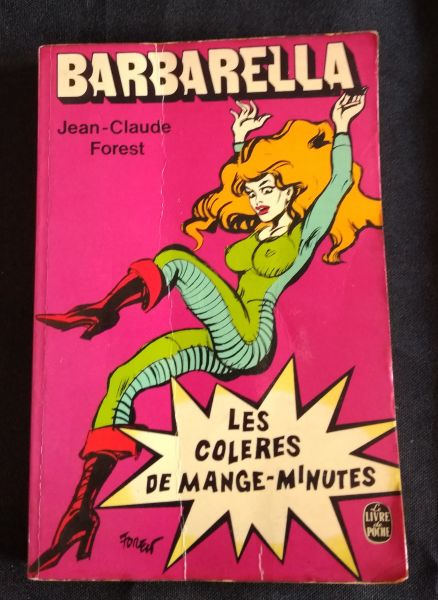 BARBARELLA
Jean-Claude
Forest
LES
COLERES
DE MANGE-MINUTES
FOREST
Le
LIVRE
de
POCHE